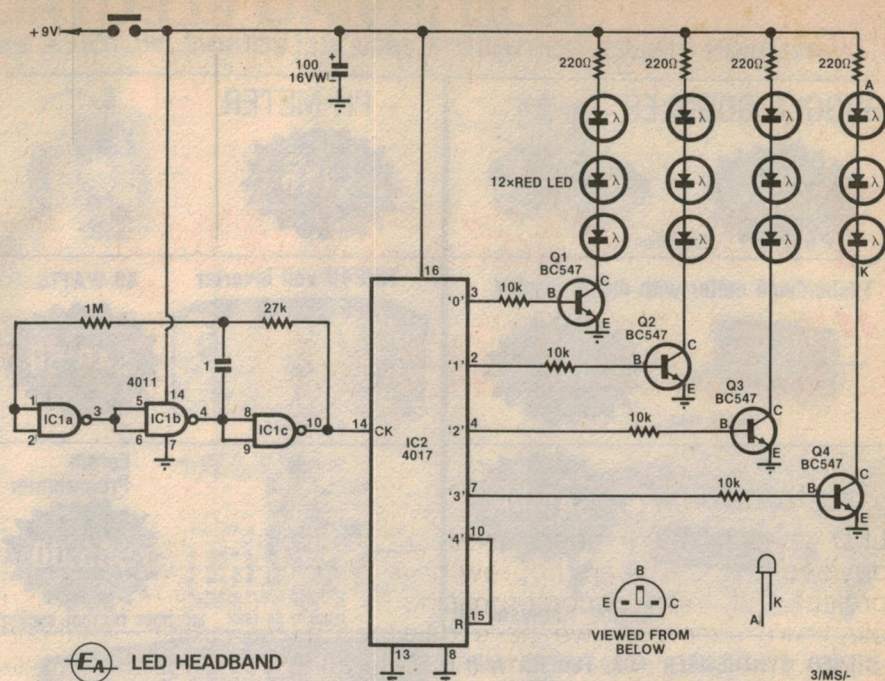 +9V
100
16VW
+
220Ω
220Ω
220Ω
220Ω
A
λ
λ
λ
λ
12×RED LED
λ
λ
λ
λ
λ
λ
λ
λ
K
Q1
BC547
16
'0' 3
10k
B
C
E
1M
27k
Q2
BC547
'1' 2
10k
B
C
E
4011
1
1
2
IC1a
3
5
6
IC1b
14
7
4
8
9
IC1c
10
14 CK
IC2
4017
Q3
BC547
'2' 4
10k
B
C
E
Q4
BC547
'3' 7
10k
B
C
E
'4' 10
R 15
13
8
B
E
C
VIEWED FROM
BELOW
A
K
EA LED HEADBAND
3/MS/-